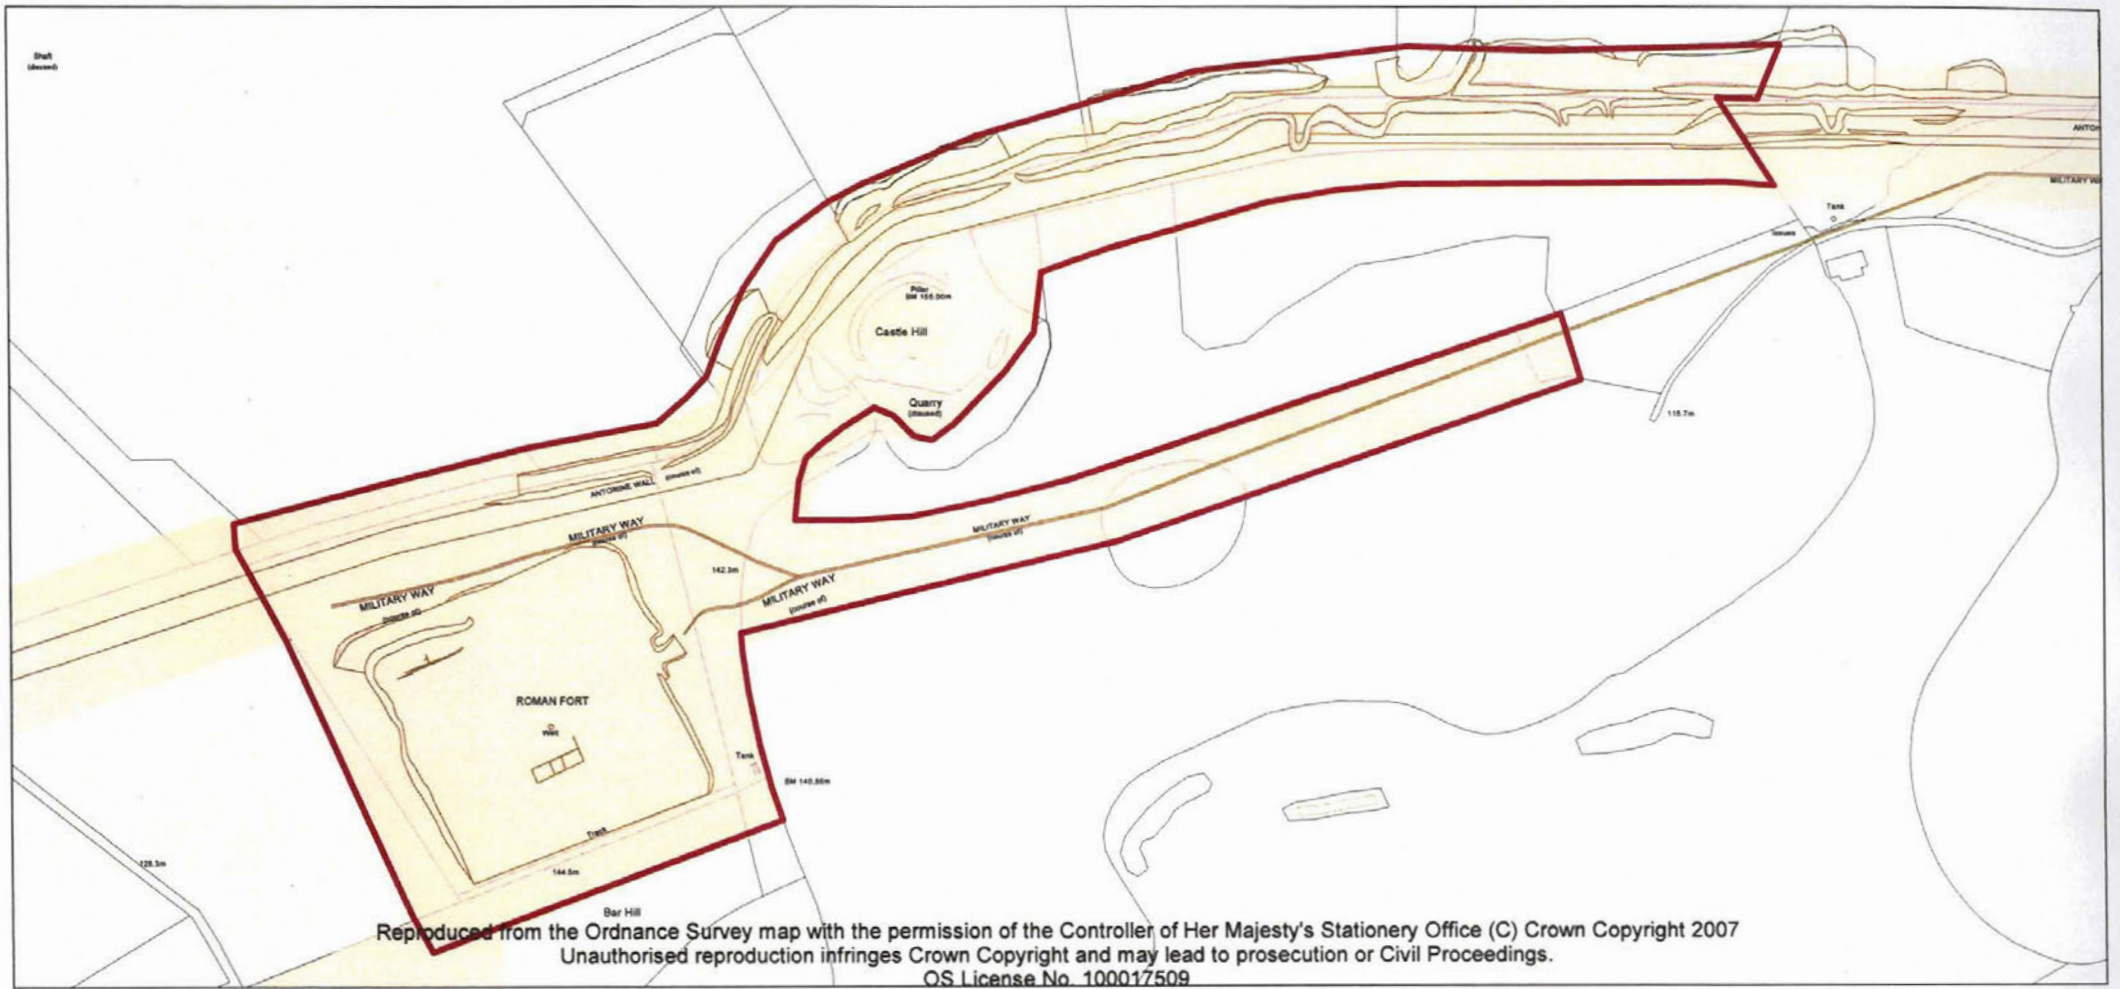 Shaft
(disused)
ANTON
MILITARY WA
Tank
Issues
Pillar
BM 155.00m
Castle Hill
Quarry
(disused)
115.7m
ANTONINE WALL (course of)
MILITARY WAY
(course of)
MILITARY WAY
(course of)
142.3m
MILITARY WAY
(course of)
MILITARY WAY
(course of)
ROMAN FORT
Well
Tank
BM 140.86m
Track
128.3m
144.5m
Bar Hill
Reproduced from the Ordnance Survey map with the permission of the Controller of Her Majesty's Stationery Office (C) Crown Copyright 2007
Unauthorised reproduction infringes Crown Copyright and may lead to prosecution or Civil Proceedings.
OS License No. 100017509